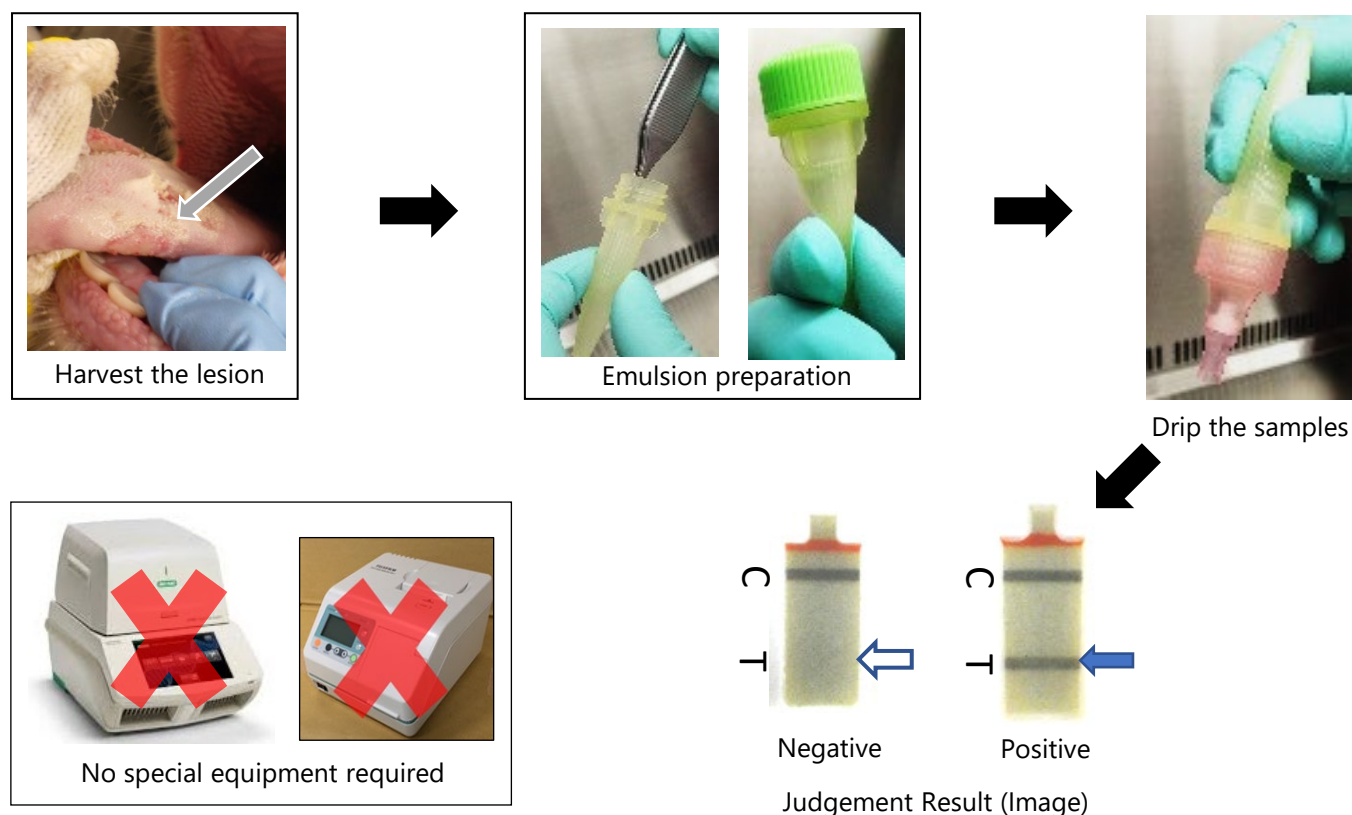 Harvest the lesion
Emulsion preparation
Drip the samples
No special equipment required
C
T
C
T
Negative
Positive
Judgement Result (Image)